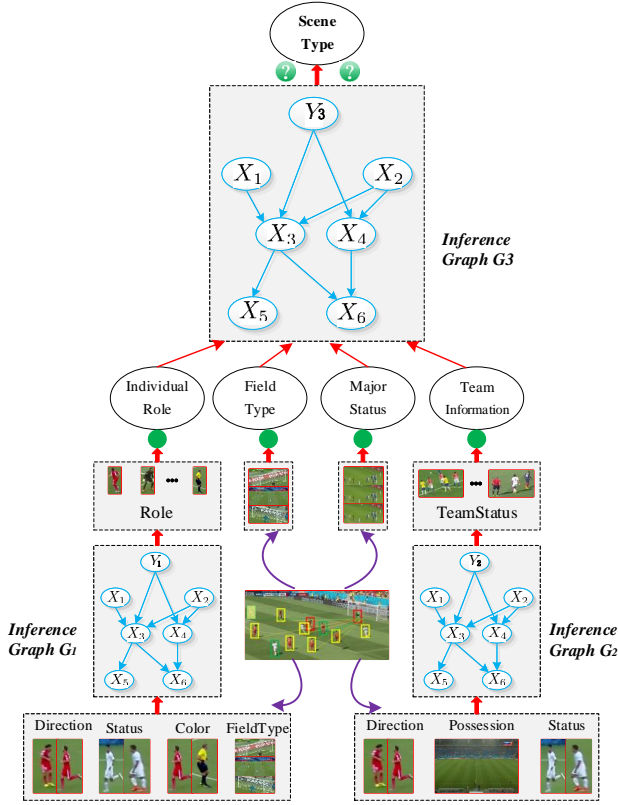 Scene
Type
?
?
Y₃
X₁
X₂
X₃
X₄
X₅
X₆
Inference
Graph G3
Individual
Role
Field
Type
Major
Status
Team
Information
•••
Role
•••
TeamStatus
Y₁
X₁
X₂
X₃
X₄
X₅
X₆
Inference
Graph G₁
Y₂
X₁
X₂
X₃
X₄
X₅
X₆
Inference
Graph G₂
Direction
Status
Color
FieldType
Direction
Possession
Status